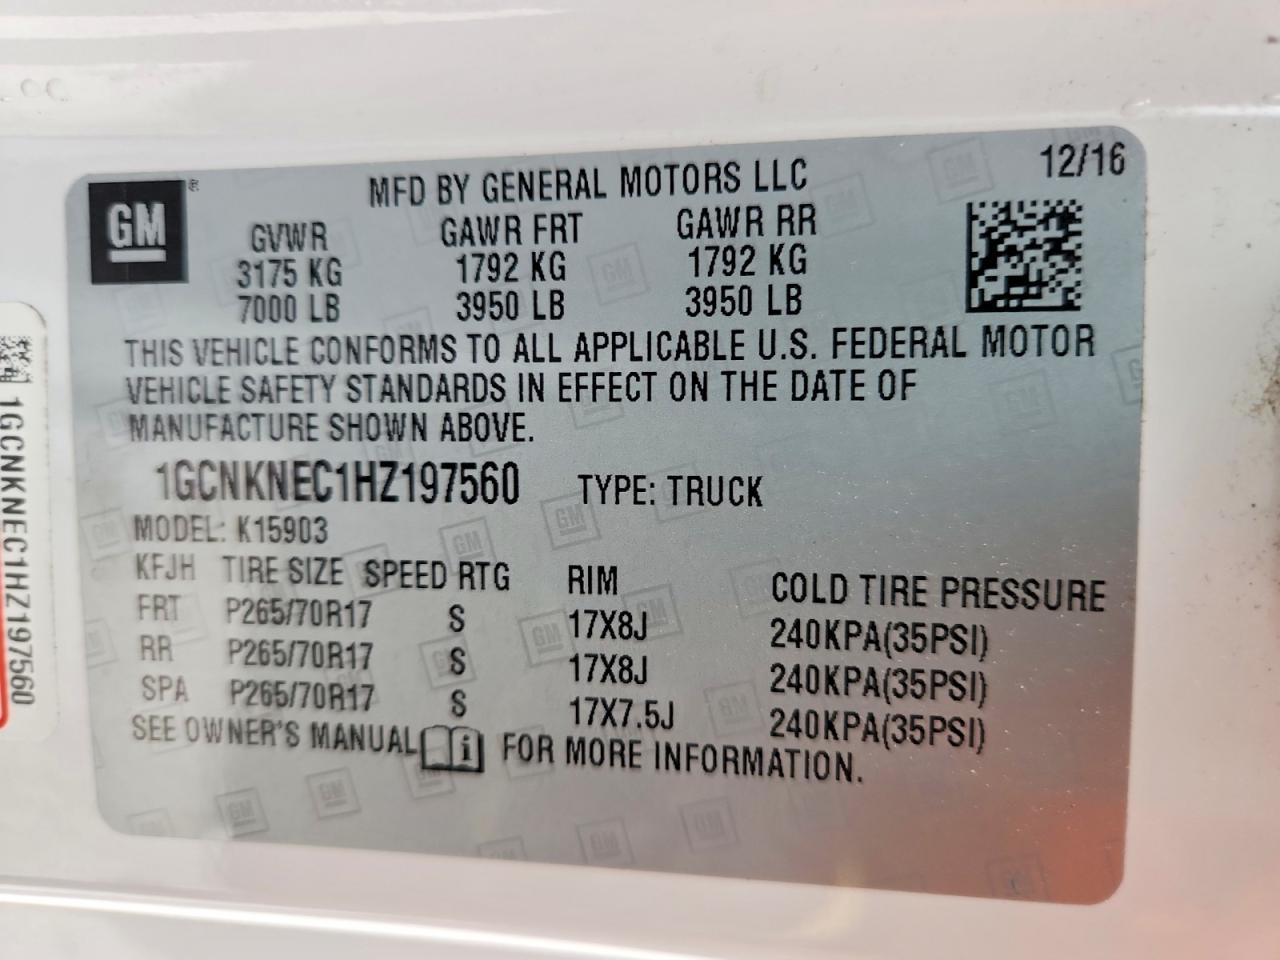 GM ®
MFD BY GENERAL MOTORS LLC
12/16
GVWR GAWR FRT GAWR RR
3175 KG 1792 KG 1792 KG
7000 LB 3950 LB 3950 LB
THIS VEHICLE CONFORMS TO ALL APPLICABLE U.S. FEDERAL MOTOR
VEHICLE SAFETY STANDARDS IN EFFECT ON THE DATE OF
MANUFACTURE SHOWN ABOVE.
1GCNKNEC1HZ197560 TYPE: TRUCK
MODEL: K15903
KFJH TIRE SIZE SPEED RTG RIM COLD TIRE PRESSURE
FRT P265/70R17 S 17X8J 240KPA(35PSI)
RR P265/70R17 S 17X8J 240KPA(35PSI)
SPA P265/70R17 S 17X7.5J 240KPA(35PSI)
SEE OWNER'S MANUAL i FOR MORE INFORMATION.
1GCNKNEC1HZ197560